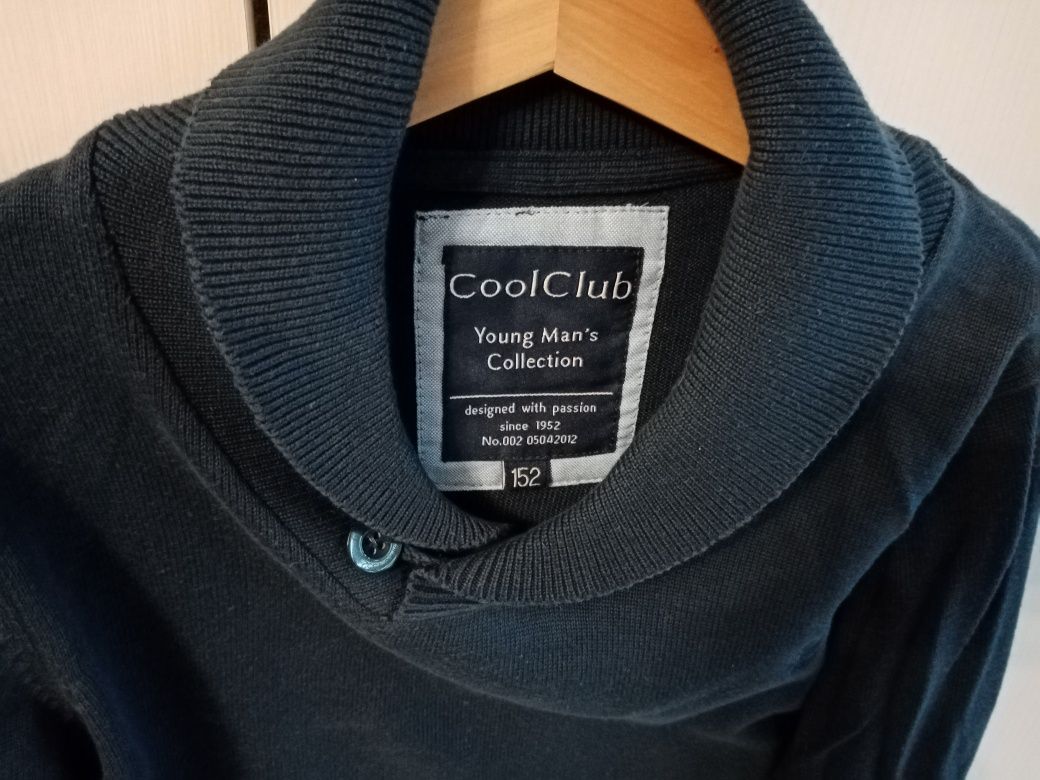 CoolClub
Young Man's
Collection
designed with passion
since 1952
No.002 05042012
152